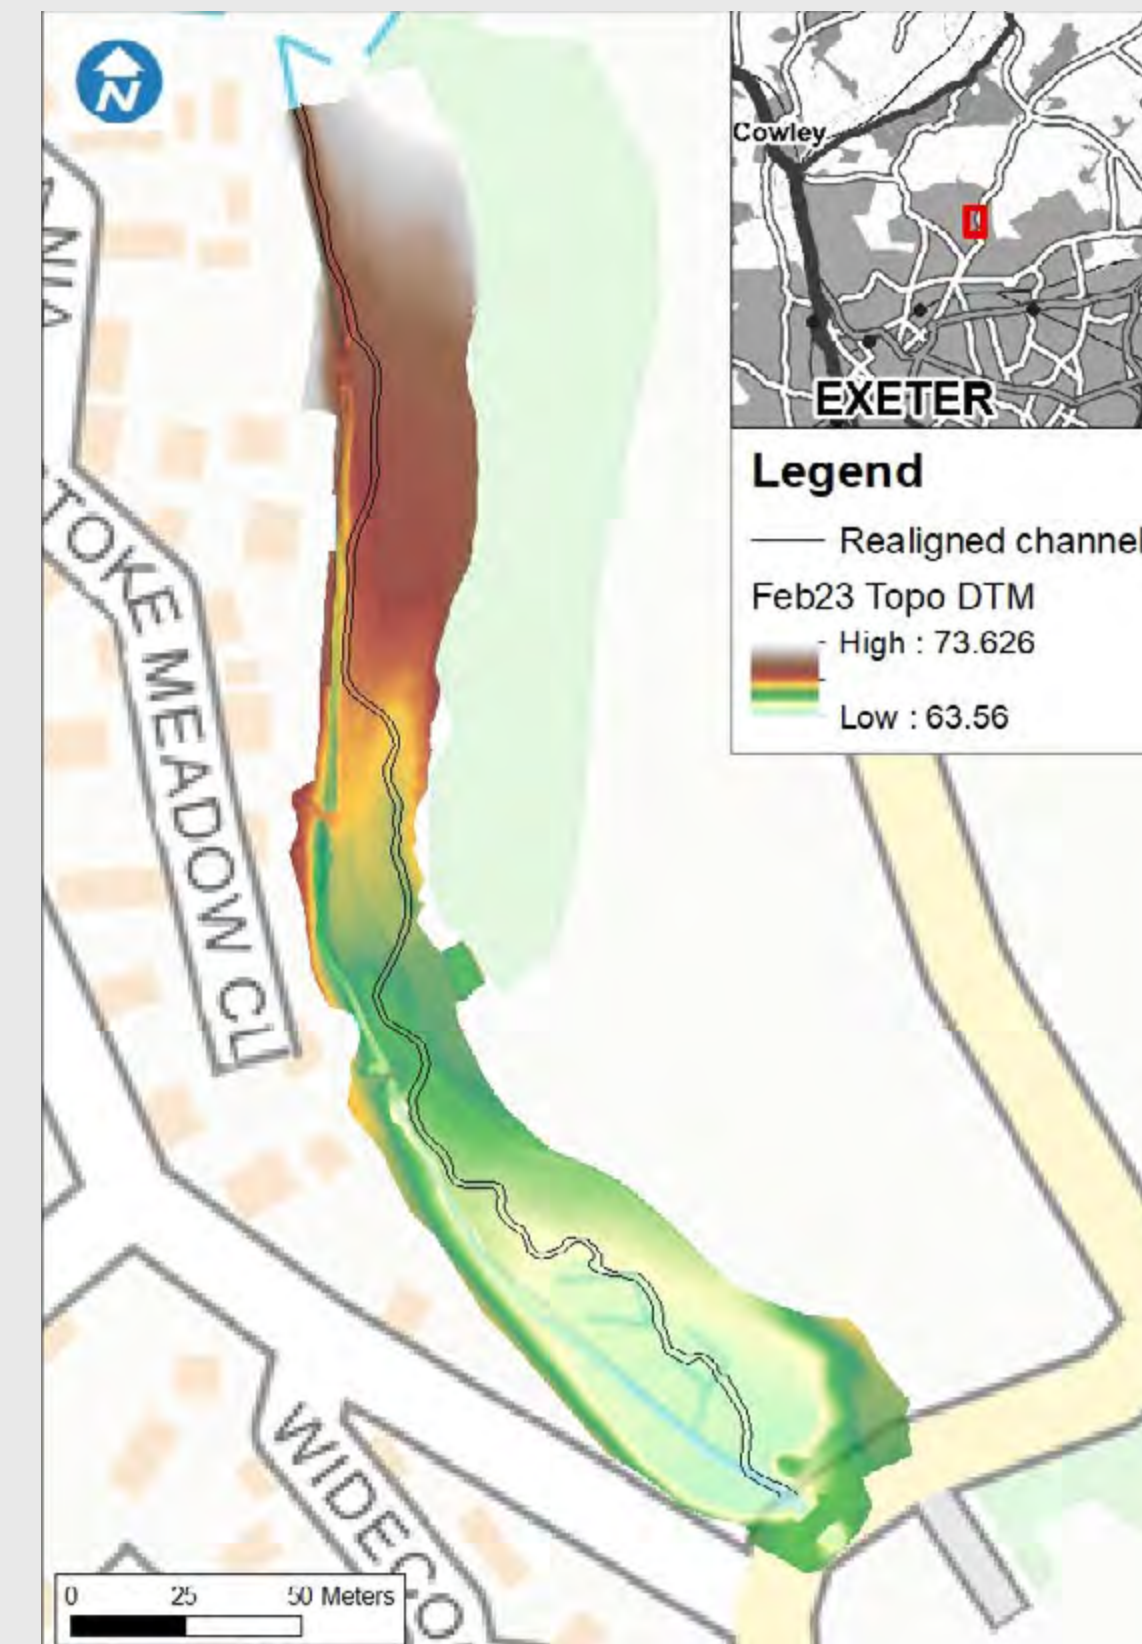 N
Cowley
EXETER
Legend
Realigned channel
Feb23 Topo DTM
High : 73.626
Low : 63.56
ANIA
TOKE MEADOW CL
WIDECO
0 25 50 Meters